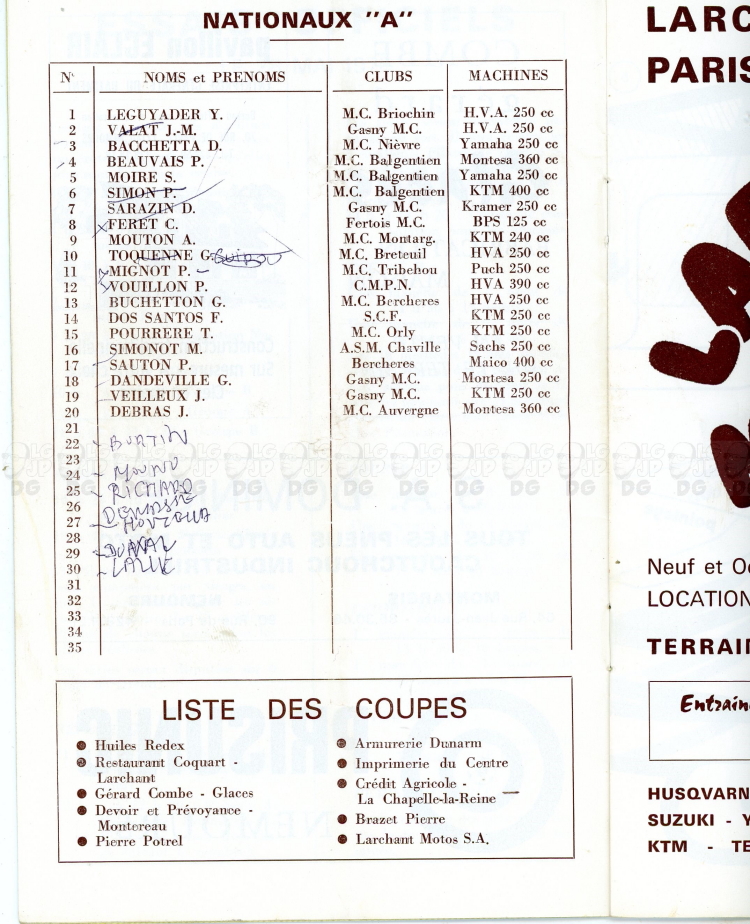 NATIONAUX "A"
N° NOMS et PRENOMS CLUBS MACHINES
1 LEGUYADER Y. M.C. Briochin H.V.A. 250 cc
2 VALAT J.-M. Gasny M.C. H.V.A. 250 cc
3 BACCHETTA D. M.C. Nièvre Yamaha 250 cc
4 BEAUVAIS P. M.C. Balgentien Montesa 360 cc
5 MOIRE S. M.C. Balgentien Yamaha 250 cc
6 SIMON P. M.C. Balgentien KTM 400 cc
7 SARAZIN D. Gasny M.C. Kramer 250 cc
8 FERET C. Fertois M.C. BPS 125 cc
9 MOUTON A. M.C. Montarg. KTM 240 cc
10 TOQUENNE G. M.C. Breteuil HVA 250 cc
11 MIGNOT P. M.C. Tribehou Puch 250 cc
12 VOUILLON P. C.M.P.N. HVA 390 cc
13 BUCHETTON G. M.C. Bercheres HVA 250 cc
14 DOS SANTOS F. S.C.F. KTM 250 cc
15 POURRERE T. M.C. Orly KTM 250 cc
16 SIMONOT M. A.S.M. Chaville Sachs 250 cc
17 SAUTON P. Bercheres Maico 400 cc
18 DANDEVILLE G. Gasny M.C. Montesa 250 cc
19 VEILLEUX J. Gasny M.C. KTM 250 cc
20 DEBRAS J. M.C. Auvergne Montesa 360 cc
21
22 BURTIN
23
24
25 RICHARD
26
27
28
29
30
31
32
33
34
35
LISTE DES COUPES
Huiles Redex
Restaurant Coquart -
Larchant
Gérard Combe - Glaces
Devoir et Prévoyance -
Montereau
Pierre Potrel
Armurerie Dunarm
Imprimerie du Centre
Crédit Agricole -
La Chapelle-la-Reine
Brazet Pierre
Larchant Motos S.A.
LARC
PARIS
Neuf et Oc
LOCATION
TERRAIN
Entraîn
HUSQVARN
SUZUKI - Y
KTM - TE